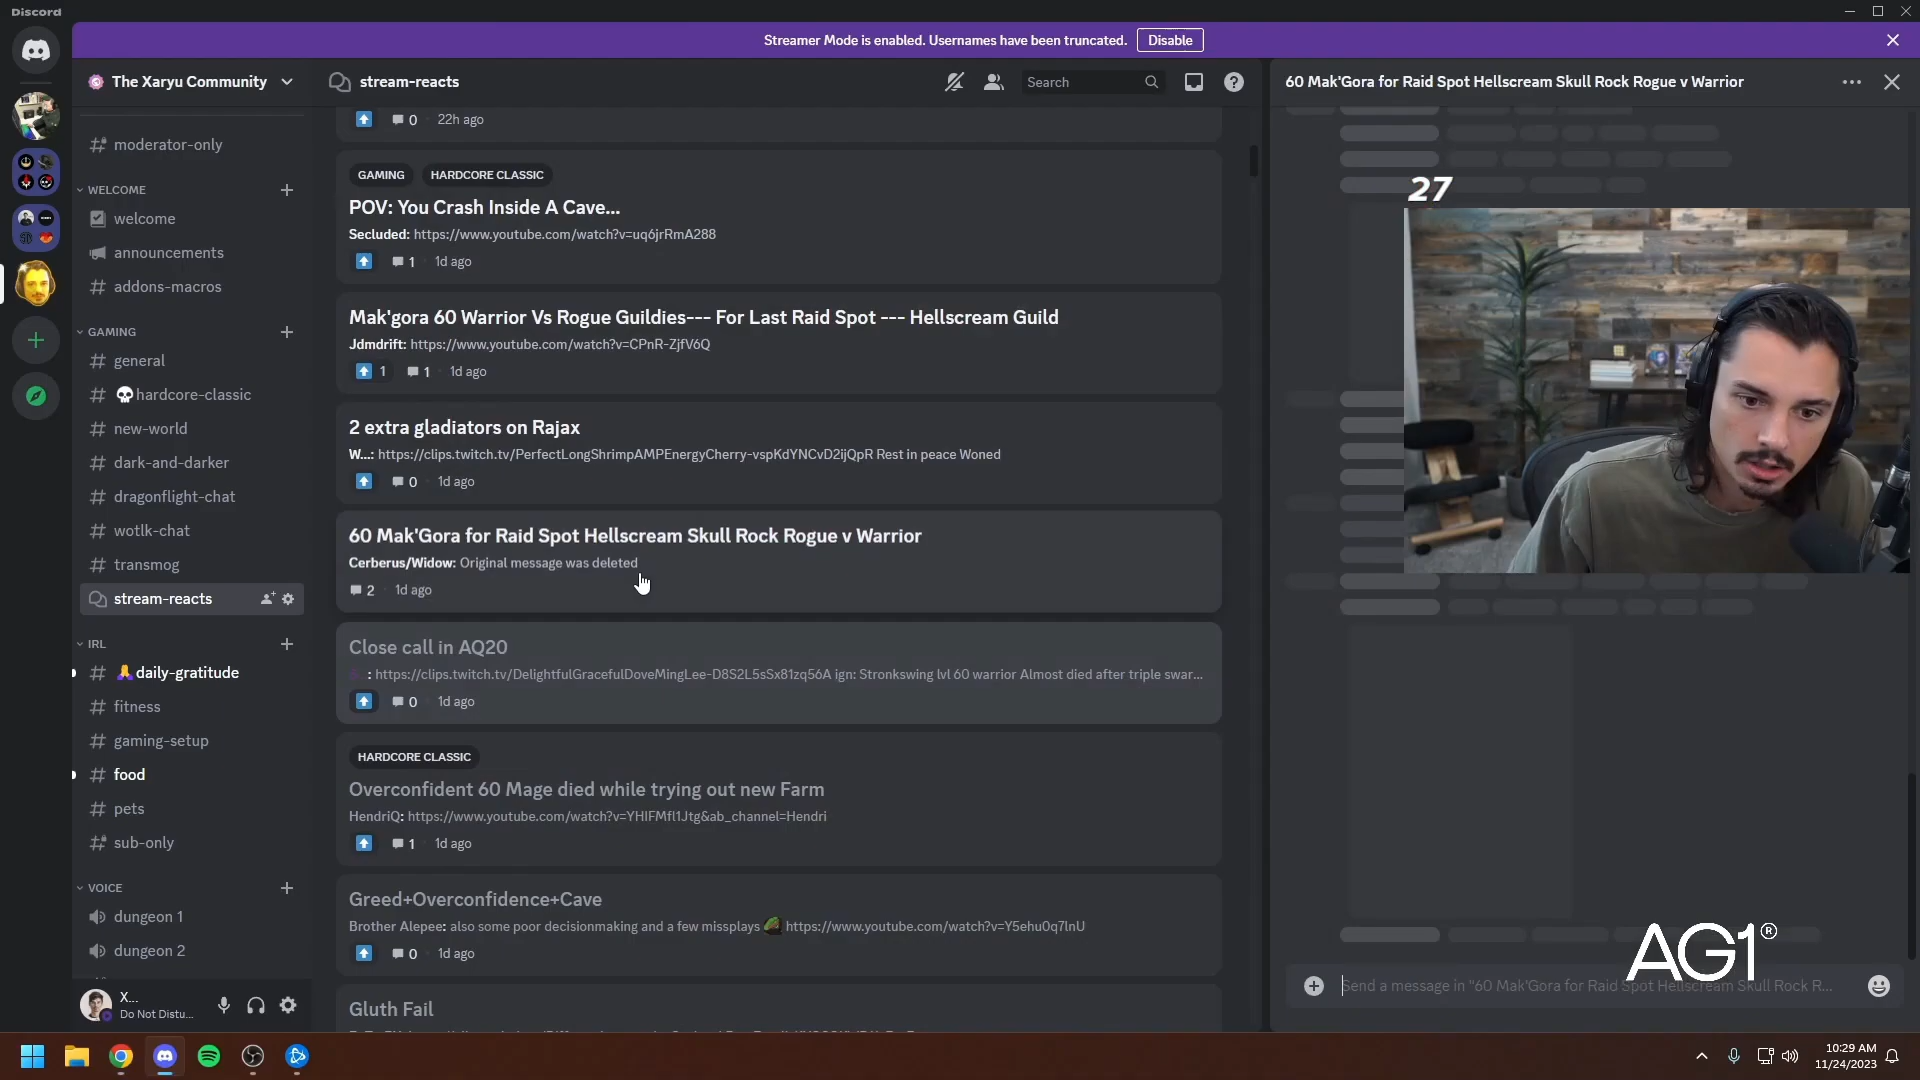 Discord
Streamer Mode is enabled. Usernames have been truncated. Disable
The Xaryu Community
moderator-only
WELCOME
welcome
announcements
addons-macros
GAMING
general
💀hardcore-classic
new-world
dark-and-darker
dragonflight-chat
wotlk-chat
transmog
stream-reacts
IRL
🙏daily-gratitude
fitness
gaming-setup
food
pets
sub-only
VOICE
dungeon 1
dungeon 2
X...
Do Not Distu...
stream-reacts
Search
0 22h ago
GAMING HARDCORE CLASSIC
POV: You Crash Inside A Cave...
Secluded: https://www.youtube.com/watch?v=uq6jrRmA288
1 1d ago
Mak'gora 60 Warrior Vs Rogue Guildies--- For Last Raid Spot --- Hellscream Guild
Jdmdrift: https://www.youtube.com/watch?v=CPnR-ZjfV6Q
1 1 1d ago
2 extra gladiators on Rajax
W...: https://clips.twitch.tv/PerfectLongShrimpAMPEnergyCherry-vspKdYNCvD2ijQpR Rest in peace Woned
0 1d ago
60 Mak'Gora for Raid Spot Hellscream Skull Rock Rogue v Warrior
Cerberus/Widow: Original message was deleted
2 1d ago
Close call in AQ20
: https://clips.twitch.tv/DelightfulGracefulDoveMingLee-D8S2L5sSx81zq56A ign: Stronkswing lvl 60 warrior Almost died after triple swar...
0 1d ago
HARDCORE CLASSIC
Overconfident 60 Mage died while trying out new Farm
HendriQ: https://www.youtube.com/watch?v=YHIFMfl1Jtg&ab_channel=Hendri
1 1d ago
Greed+Overconfidence+Cave
Brother Alepee: also some poor decisionmaking and a few missplays https://www.youtube.com/watch?v=Y5ehu0q7lnU
0 1d ago
Gluth Fail
60 Mak'Gora for Raid Spot Hellscream Skull Rock Rogue v Warrior
27
AG1®
Send a message in "60 Mak'Gora for Raid Spot Hellscream Skull Rock R...
10:29 AM
11/24/2023